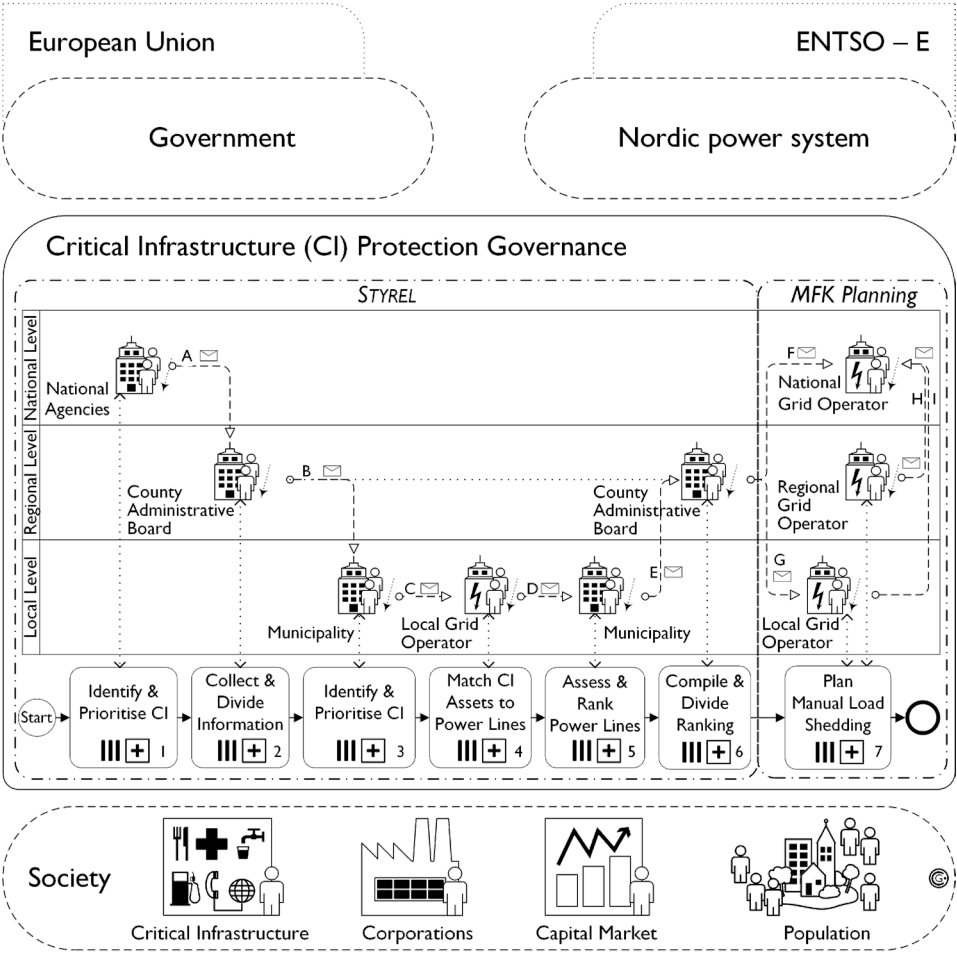 European Union
ENTSO – E
Government
Nordic power system
Critical Infrastructure (CI) Protection Governance
STYREL
MFK Planning
National Level
A
National
Agencies
F
National
Grid Operator
H I
Regional Level
County
Administrative
Board
B
County
Administrative
Board
Regional
Grid
Operator
Local Level
Municipality
C
Local Grid
Operator
D
Municipality
E
G
Local Grid
Operator
Start
Identify &
Prioritise CI
1
Collect &
Divide
Information
2
Identify &
Prioritise CI
3
Match CI
Assets to
Power Lines
4
Assess &
Rank
Power Lines
5
Compile &
Divide
Ranking
6
Plan
Manual Load
Shedding
7
Society
Critical Infrastructure
Corporations
Capital Market
Population